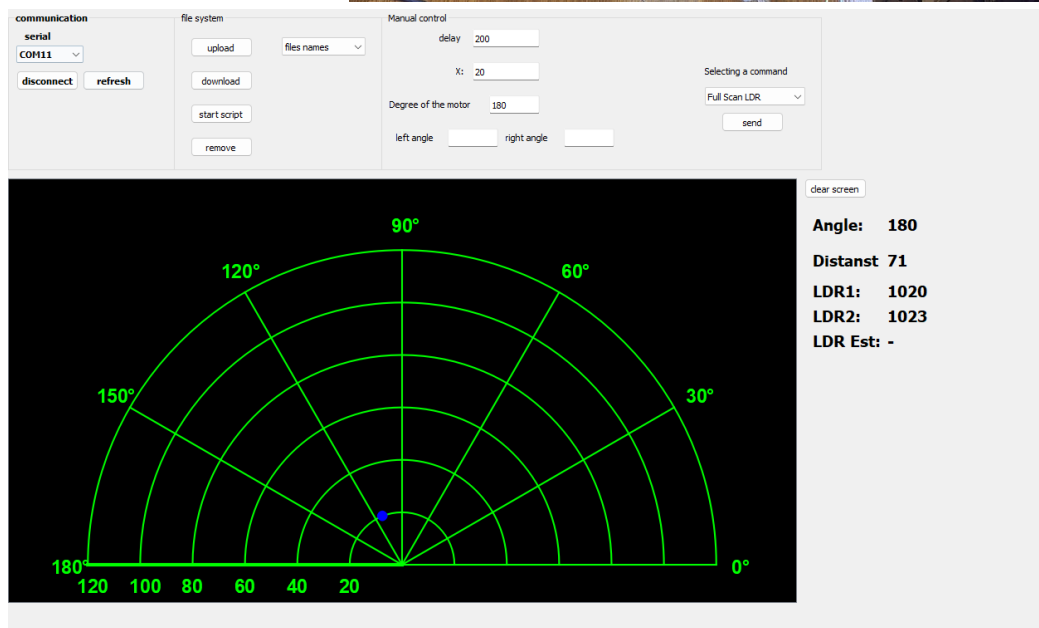 communication
serial
COM11
disconnect refresh
file system
upload files names
download
start script
remove
Manual control
delay 200
X: 20
Degree of the motor 180
left angle right angle
Selecting a command
Full Scan LDR
send
clear screen
Angle: 180
Distanst 71
LDR1: 1020
LDR2: 1023
LDR Est: -
90°
120° 60°
150° 30°
180° 0°
120 100 80 60 40 20